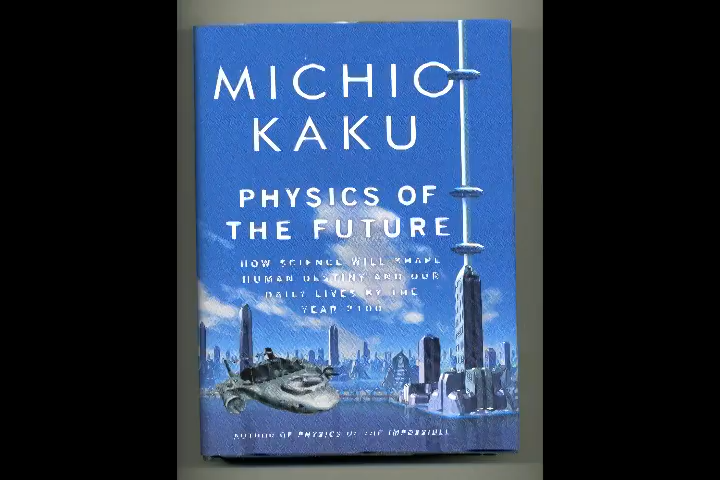 MICHIO
KAKU
PHYSICS OF
THE FUTURE
HOW SCIENCE WILL SHAPE
HUMAN DESTINY AND OUR
DAILY LIVES BY THE
YEAR 2100
AUTHOR OF PHYSICS OF THE IMPOSSIBLE